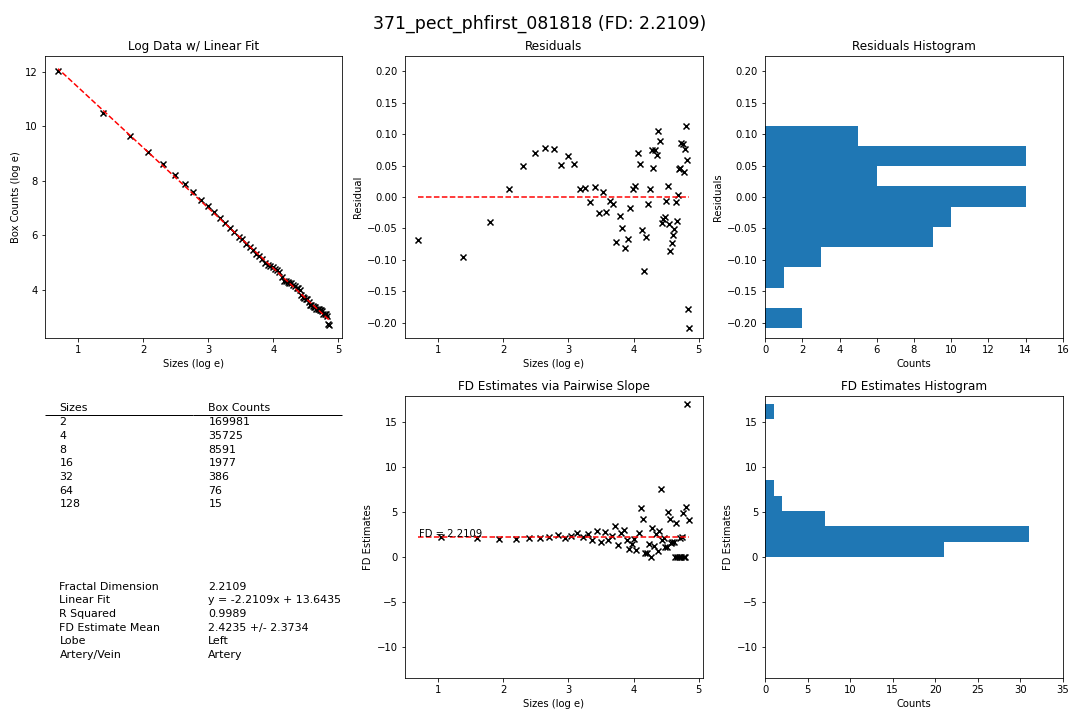 371_pect_phfirst_081818 (FD: 2.2109)
Log Data w/ Linear Fit
12
10
8
6
4
Box Counts (log e)
1 2 3 4 5
Sizes (log e)
Residuals
0.20
0.15
0.10
0.05
0.00
−0.05
−0.10
−0.15
−0.20
Residual
1 2 3 4 5
Sizes (log e)
Residuals Histogram
0.20
0.15
0.10
0.05
0.00
−0.05
−0.10
−0.15
−0.20
Residuals
0 2 4 6 8 10 12 14 16
Counts
Sizes Box Counts
2 169981
4 35725
8 8591
16 1977
32 386
64 76
128 15
Fractal Dimension 2.2109
Linear Fit y = -2.2109x + 13.6435
R Squared 0.9989
FD Estimate Mean 2.4235 +/- 2.3734
Lobe Left
Artery/Vein Artery
FD Estimates via Pairwise Slope
15
10
5
0
−5
−10
FD Estimates
FD = 2.2109
1 2 3 4 5
Sizes (log e)
FD Estimates Histogram
15
10
5
0
−5
−10
FD Estimates
0 5 10 15 20 25 30 35
Counts